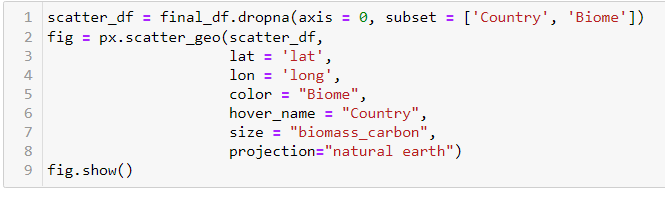 1 scatter_df = final_df.dropna(axis = 0, subset = ['Country', 'Biome'])
2 fig = px.scatter_geo(scatter_df,
3                      lat = 'lat',
4                      lon = 'long',
5                      color = "Biome",
6                      hover_name = "Country",
7                      size = "biomass_carbon",
8                      projection="natural earth")
9 fig.show()